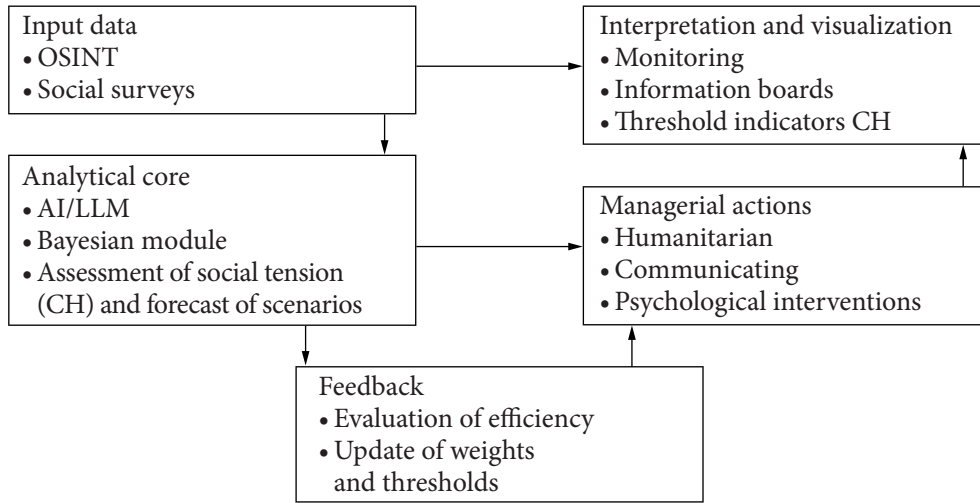 Input data
• OSINT
• Social surveys
Interpretation and visualization
• Monitoring
• Information boards
• Threshold indicators CH
Analytical core
• AI/LLM
• Bayesian module
• Assessment of social tension
(CH) and forecast of scenarios
Managerial actions
• Humanitarian
• Communicating
• Psychological interventions
Feedback
• Evaluation of efficiency
• Update of weights
and thresholds